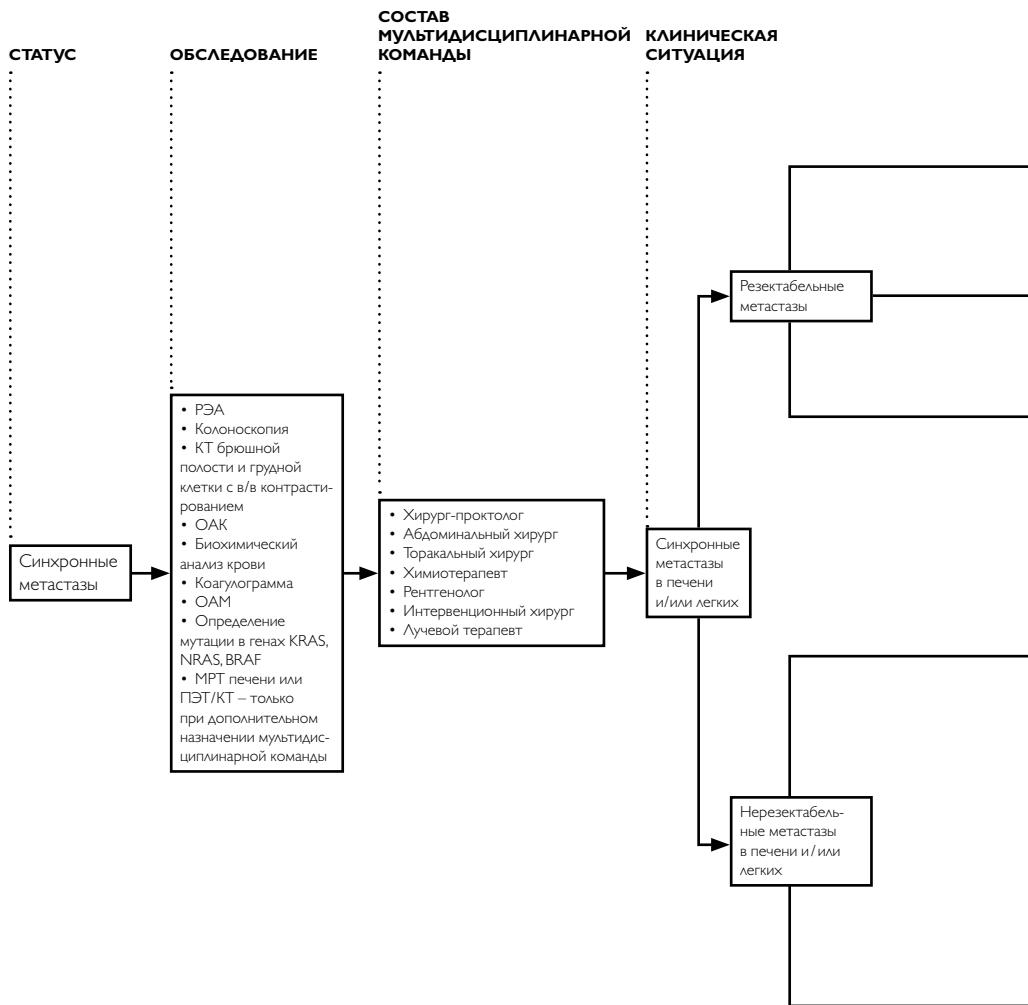 СТАТУС
ОБСЛЕДОВАНИЕ
СОСТАВ
МУЛЬТИДИСЦИПЛИНАРНОЙ
КОМАНДЫ
КЛИНИЧЕСКАЯ
СИТУАЦИЯ
Синхронные
метастазы
• РЭА
• Колоноскопия
• КТ брюшной
полости и грудной
клетки с в/в контрасти-
рованием
• ОАК
• Биохимический
анализ крови
• Коагулограмма
• ОАМ
• Определение
мутации в генах KRAS,
NRAS, BRAF
• МРТ печени или
ПЭТ/КТ – только
при дополнительном
назначении мультидис-
циплинарной команды
• Хирург-проктолог
• Абдоминальный хирург
• Торакальный хирург
• Химиотерапевт
• Рентгенолог
• Интервенционный хирург
• Лучевой терапевт
Синхронные
метастазы
в печени
и/или легких
Резектабельные
метастазы
Нерезектабель-
ные метастазы
в печени и/или
легких